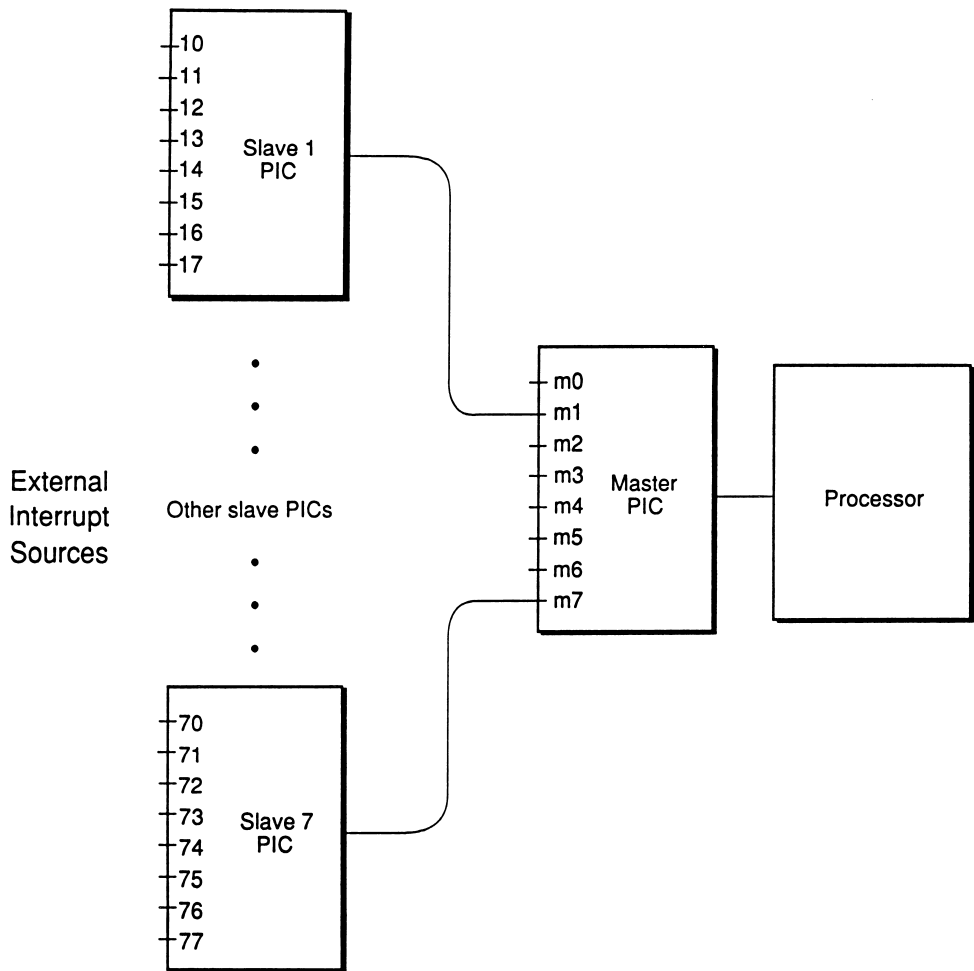 10
11
12
13
14
15
16
17
Slave 1
PIC
External
Interrupt
Sources
Other slave PICs
m0
m1
m2
m3
m4
m5
m6
m7
Master
PIC
Processor
70
71
72
73
74
75
76
77
Slave 7
PIC